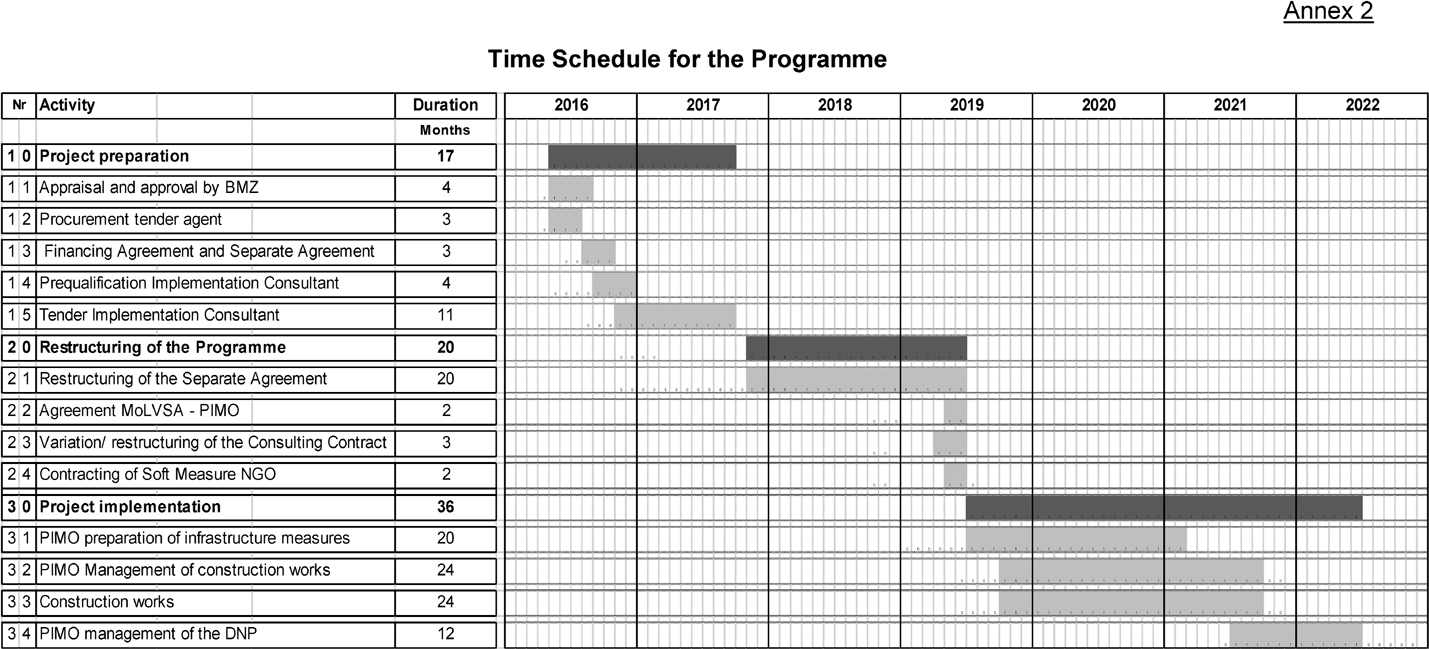 Annex 2
Time Schedule for the Programme
Nr Activity Duration 2016 2017 2018 2019 2020 2021 2022
Months
1 0 Project preparation 17
1 1 Appraisal and approval by BMZ 4
1 2 Procurement tender agent 3
1 3 Financing Agreement and Separate Agreement 3
1 4 Prequalification Implementation Consultant 4
1 5 Tender Implementation Consultant 11
2 0 Restructuring of the Programme 20
2 1 Restructuring of the Separate Agreement 20
2 2 Agreement MoLVSA - PIMO 2
2 3 Variation/ restructuring of the Consulting Contract 3
2 4 Contracting of Soft Measure NGO 2
3 0 Project implementation 36
3 1 PIMO preparation of infrastructure measures 20
3 2 PIMO Management of construction works 24
3 3 Construction works 24
3 4 PIMO management of the DNP 12